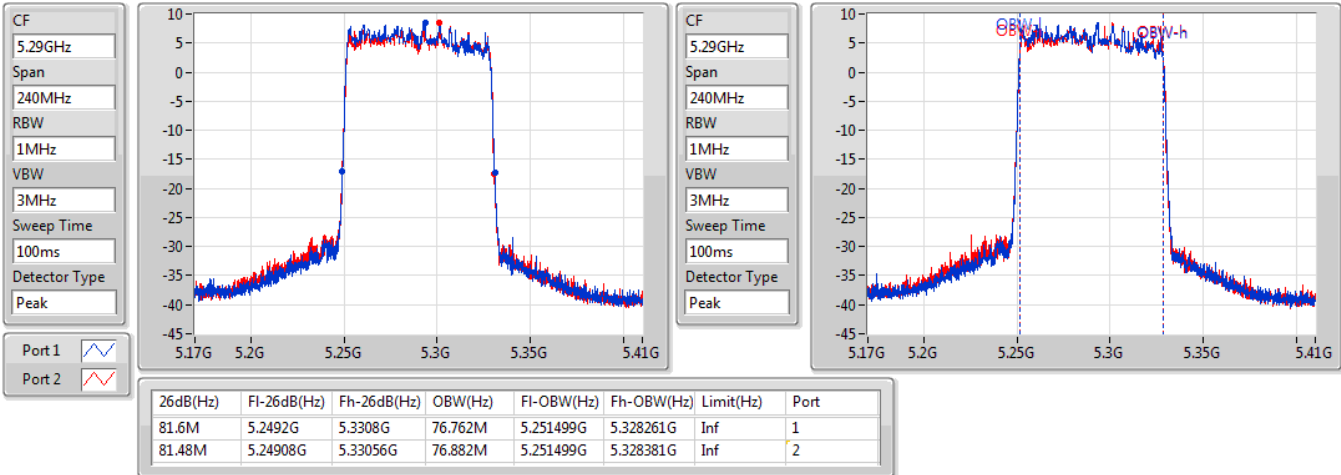 CF
5.29GHz
Span
240MHz
RBW
1MHz
VBW
3MHz
Sweep Time
100ms
Detector Type
Peak
Port 1
Port 2
10
5
0
-5
-10
-15
-20
-25
-30
-35
-40
-45
5.17G 5.2G 5.25G 5.3G 5.35G 5.41G
CF
5.29GHz
Span
240MHz
RBW
1MHz
VBW
3MHz
Sweep Time
100ms
Detector Type
Peak
10
5
0
-5
-10
-15
-20
-25
-30
-35
-40
-45
OBW-h
5.17G 5.2G 5.25G 5.3G 5.35G 5.41G
26dB(Hz) Fl-26dB(Hz) Fh-26dB(Hz) OBW(Hz) Fl-OBW(Hz) Fh-OBW(Hz) Limit(Hz) Port
81.6M 5.2492G 5.3308G 76.762M 5.251499G 5.328261G Inf 1
81.48M 5.24908G 5.33056G 76.882M 5.251499G 5.328381G Inf 2